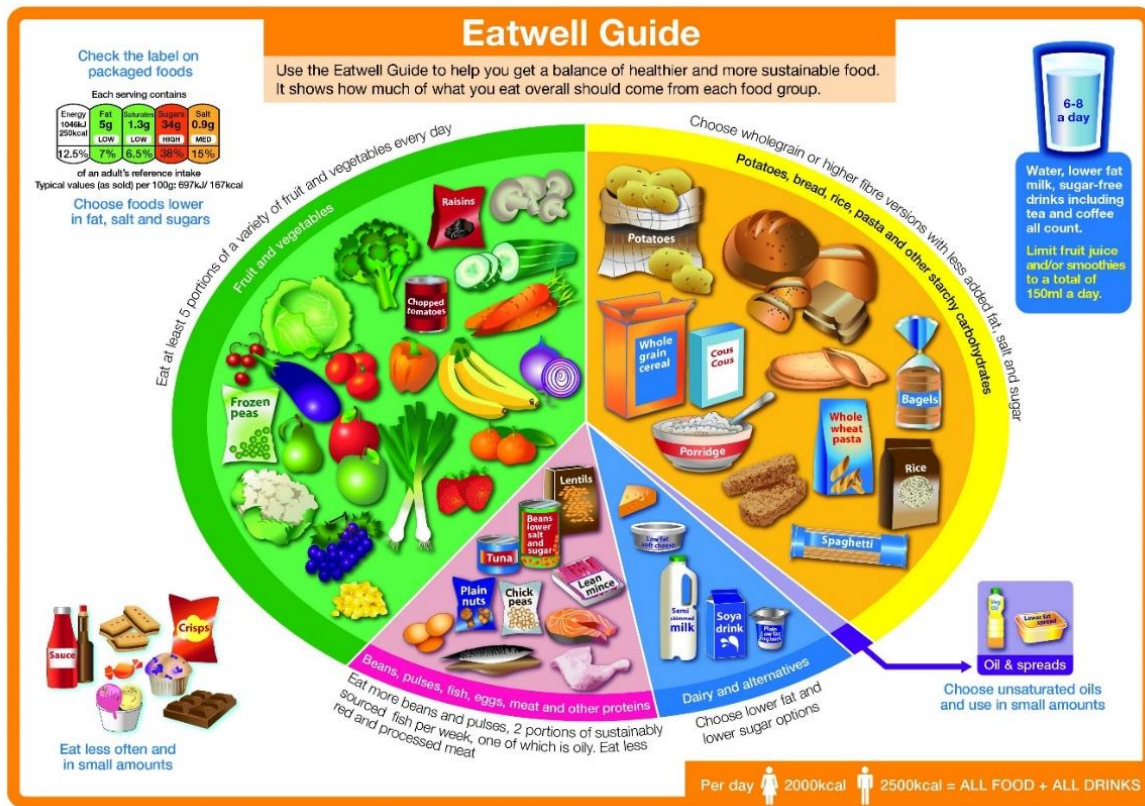 Eatwell Guide
Use the Eatwell Guide to help you get a balance of healthier and more sustainable food.
It shows how much of what you eat overall should come from each food group.
Check the label on
packaged foods
Each serving contains
Energy
1046kJ
250kcal
12.5%
Fat
5g
LOW
7%
Saturates
1.3g
LOW
6.5%
Sugars
34g
HIGH
38%
Salt
0.9g
MED
15%
of an adult's reference intake
Typical values (as sold) per 100g: 697kJ/ 167kcal
Choose foods lower
in fat, salt and sugars
6-8
a day
Water, lower fat
milk, sugar-free
drinks including
tea and coffee
all count.
Limit fruit juice
and/or smoothies
to a total of
150ml a day.
Eat at least 5 portions of a variety of fruit and vegetables every day
Fruit and vegetables
Raisins
Chopped
tomatoes
Frozen
peas
Choose wholegrain or higher fibre versions with less added fat, salt and sugar
Potatoes, bread, rice, pasta and other starchy carbohydrates
Potatoes
Whole
grain
cereal
Cous
Cous
Bagels
Porridge
Whole
wheat
pasta
Rice
Spaghetti
Lentils
Beans
lower
salt
and
sugar
Tuna
Lean
mince
Plain
nuts
Chick
peas
Beans, pulses, fish, eggs, meat and other proteins
Eat more beans and pulses, 2 portions of sustainably
sourced fish per week, one of which is oily. Eat less
red and processed meat
Low fat
soft cheese
Semi
skimmed
milk
Soya
drink
Plain
Low fat
yoghurt
Dairy and alternatives
Choose lower fat and
lower sugar options
Veg
Oil
Lower fat
spread
Oil & spreads
Choose unsaturated oils
and use in small amounts
Sauce
Crisps
Eat less often and
in small amounts
Per day 2000kcal 2500kcal = ALL FOOD + ALL DRINKS